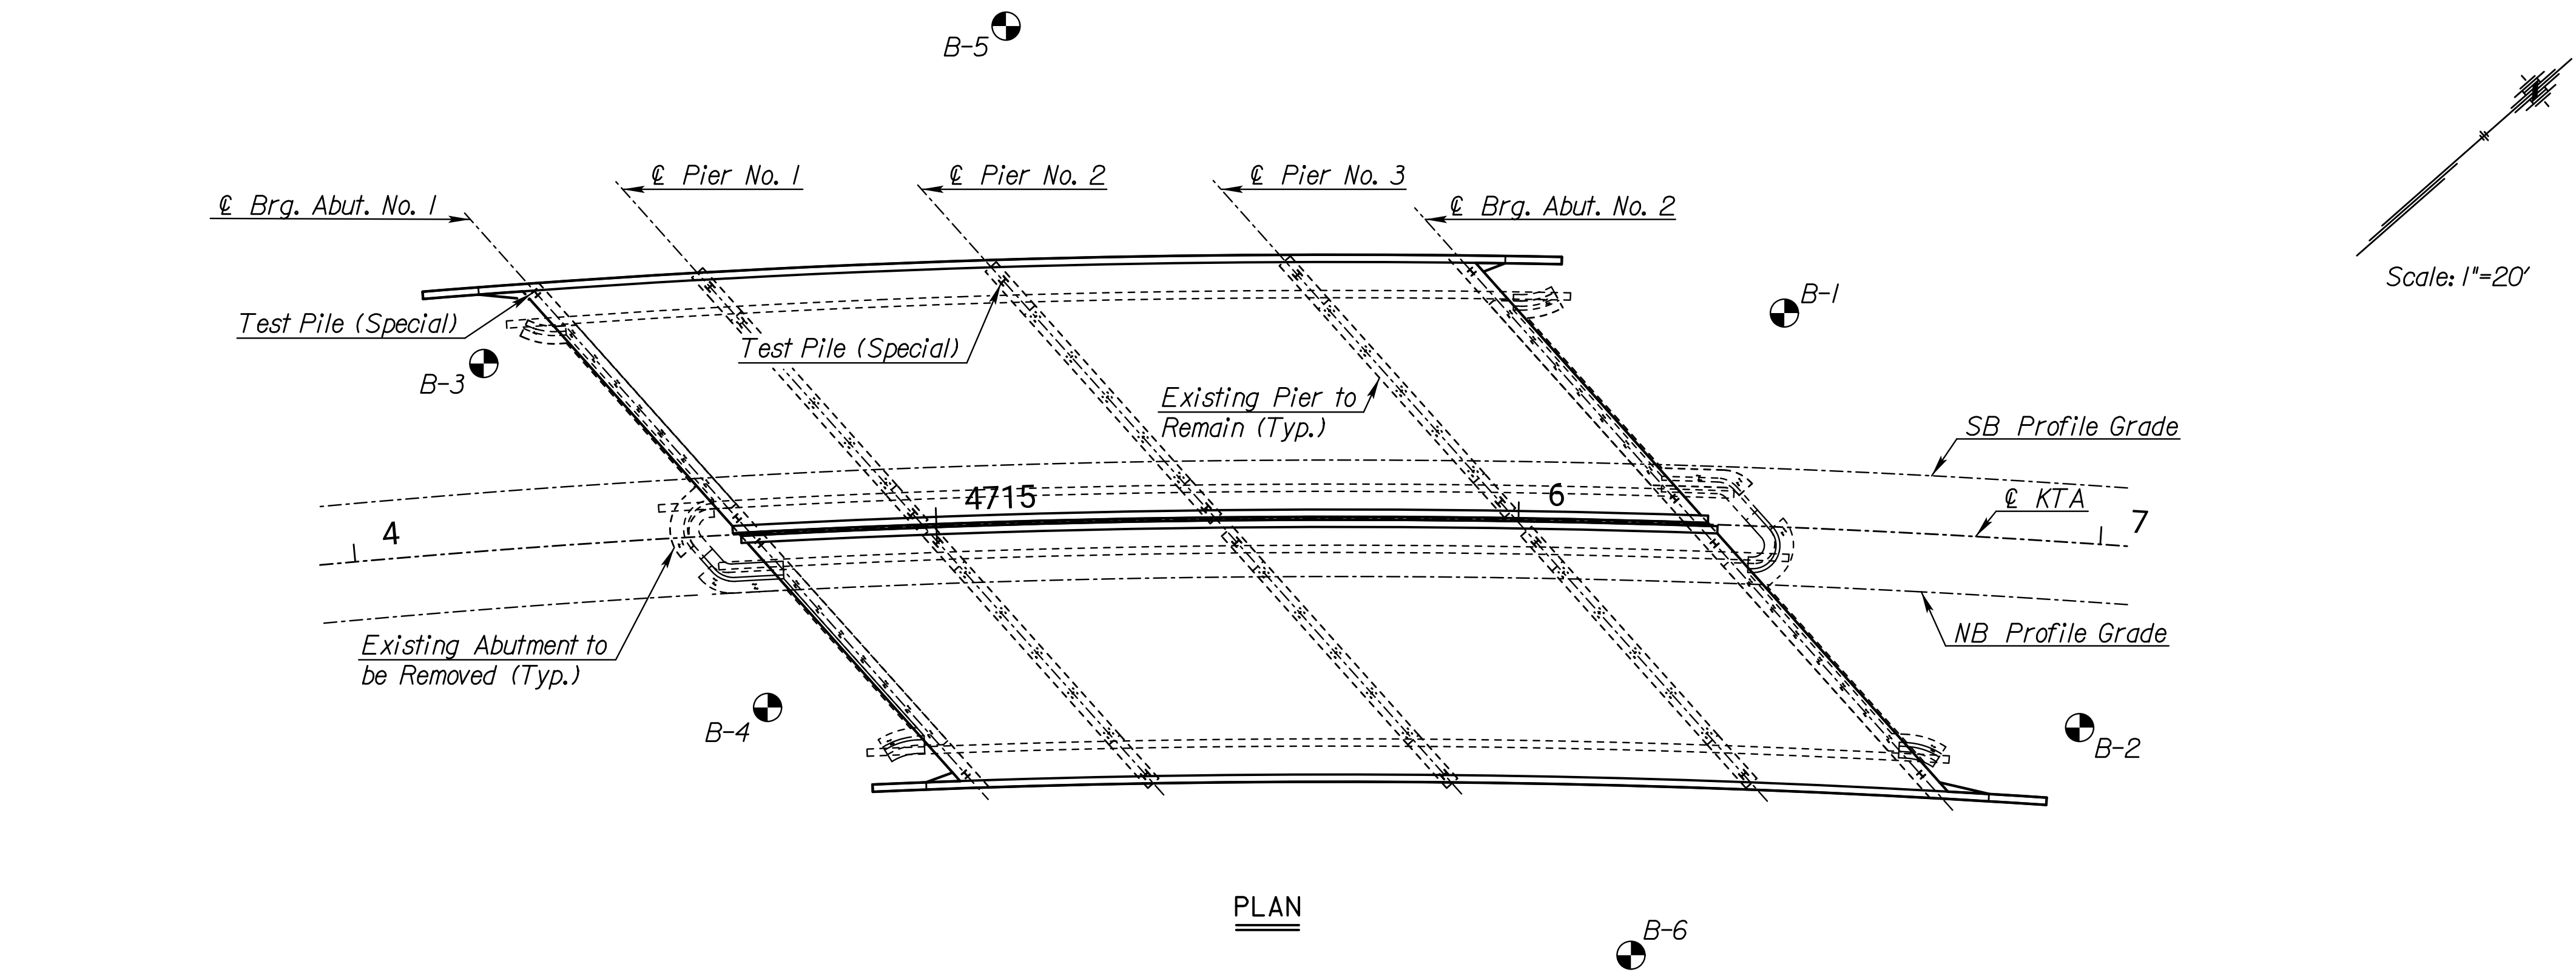 B-5
℄ Pier No. 1
℄ Pier No. 2
℄ Pier No. 3
℄ Brg. Abut. No. 1
℄ Brg. Abut. No. 2
Scale: 1"=20'
B-1
Test Pile (Special)
Test Pile (Special)
B-3
Existing Pier to
Remain (Typ.)
SB Profile Grade
4715
6
℄ KTA
7
4
NB Profile Grade
Existing Abutment to
be Removed (Typ.)
B-4
B-2
PLAN
B-6